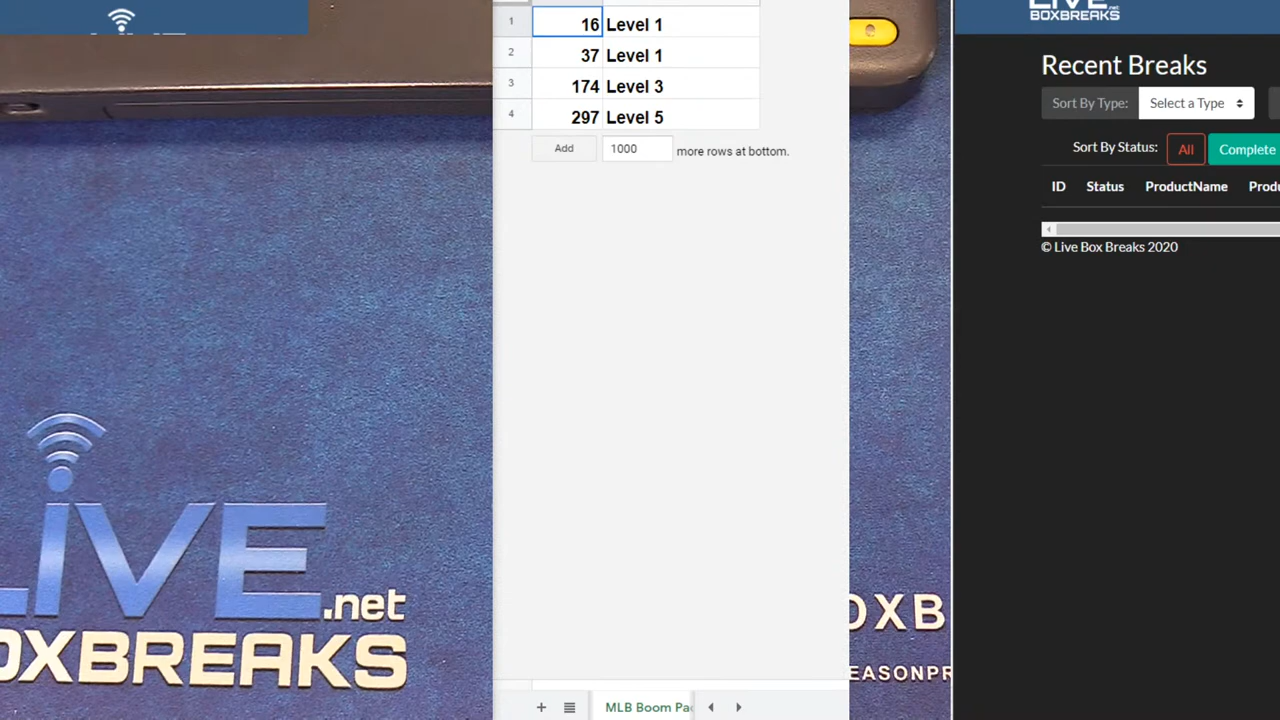 LIVE
.net
OXBREAKS
1 16 Level 1
2 37 Level 1
3 174 Level 3
4 297 Level 5
Add 1000 more rows at bottom.
+ MLB Boom Pa
OXB
EASONPR
LIVE.net
BOXBREAKS
Recent Breaks
Sort By Type: Select a Type
Sort By Status: All Complete
ID Status ProductName Produ
© Live Box Breaks 2020